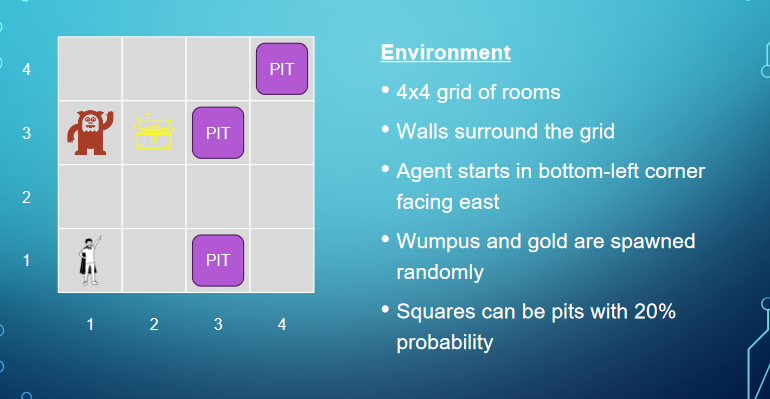 4
PIT
3
PIT
2
1
PIT
1 2 3 4
Environment
• 4x4 grid of rooms
• Walls surround the grid
• Agent starts in bottom-left corner
facing east
• Wumpus and gold are spawned
randomly
• Squares can be pits with 20%
probability